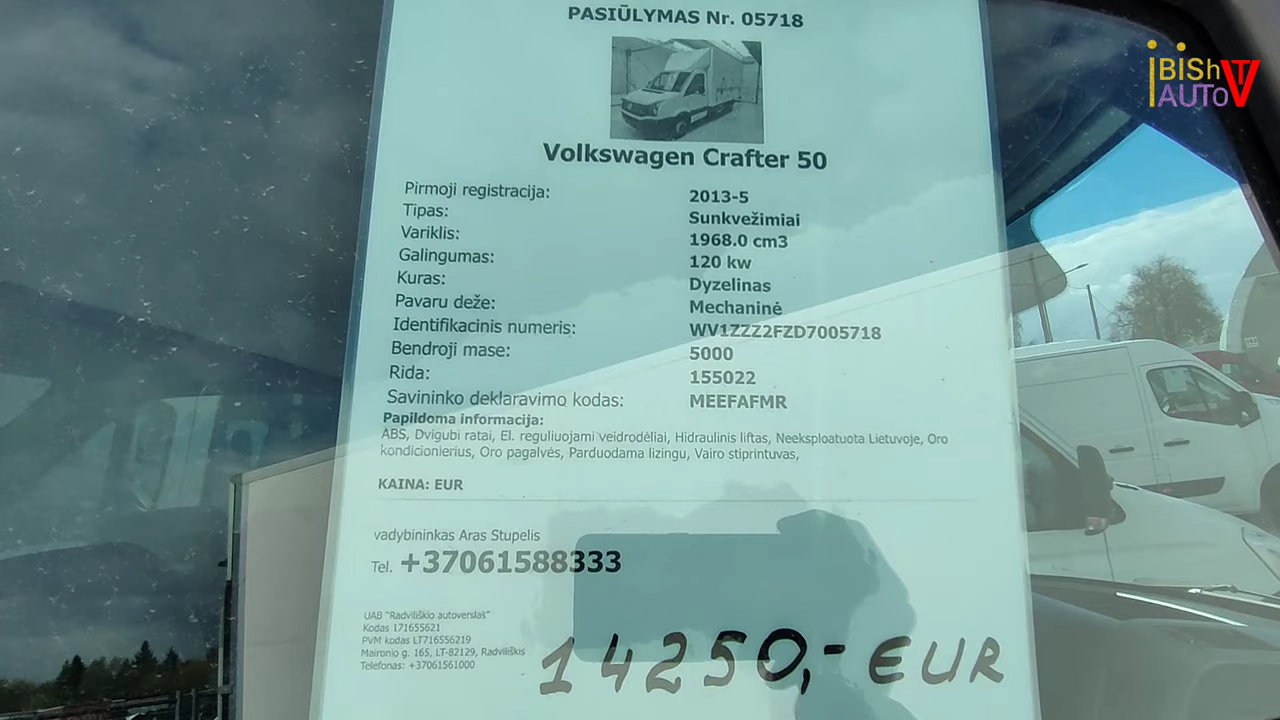 PASIŪLYMAS Nr. 05718
iBISh TV
AUTO
Volkswagen Crafter 50
Pirmoji registracija: 2013-5
Tipas: Sunkvežimiai
Variklis: 1968.0 cm3
Galingumas: 120 kw
Kuras: Dyzelinas
Pavarų deže: Mechaninė
Identifikacinis numeris: WV1ZZZ2FZD7005718
Bendroji mase: 5000
Rida: 155022
Savininko deklaravimo kodas: MEEFAFMR
Papildoma informacija:
ABS, Dvigubi ratai, El. reguliuojami veidrodėliai, Hidraulinis liftas, Neeksploatuota Lietuvoje, Oro
kondicionierius, Oro pagalvės, Parduodama lizingu, Vairo stiprintuvas,
KAINA: EUR
vadybininkas Aras Stupelis
Tel. +37061588333
UAB "Radviliškio autoverslas"
Kodas 171655621
PVM kodas LT716556219
Maironio g. 165, LT-82129, Radviliškis
Telefonas: +37061561000
14250,- EUR